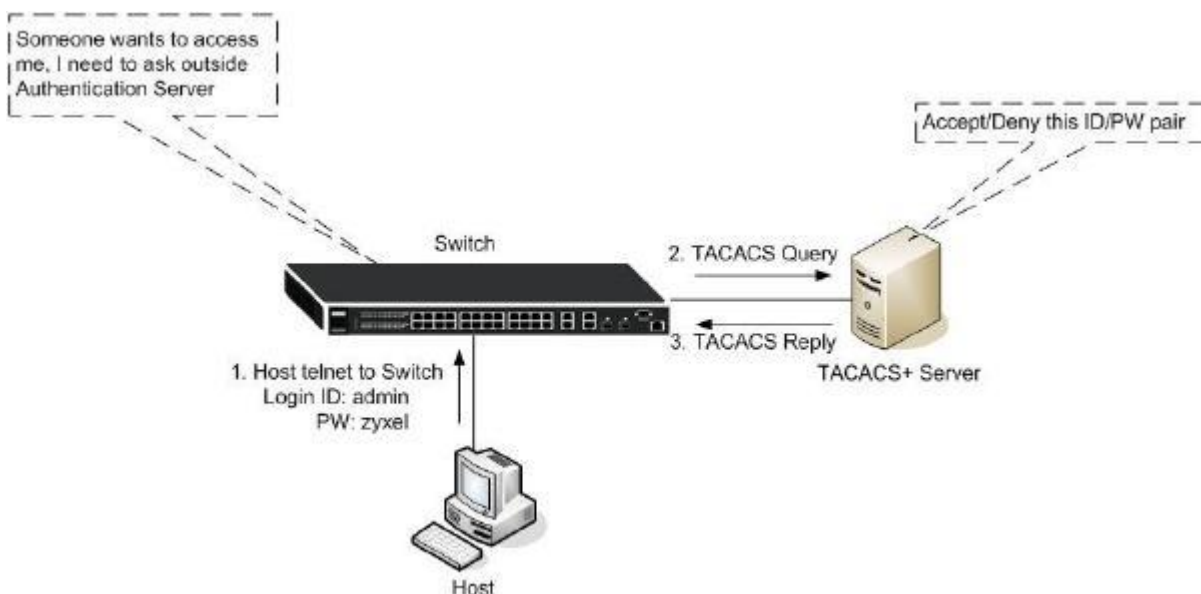 Someone wants to access
me, I need to ask outside
Authentication Server
Accept/Deny this ID/PW pair
Switch
2. TACACS Query
3. TACACS Reply
TACACS+ Server
1. Host telnet to Switch
Login ID: admin
PW: zyxel
Host